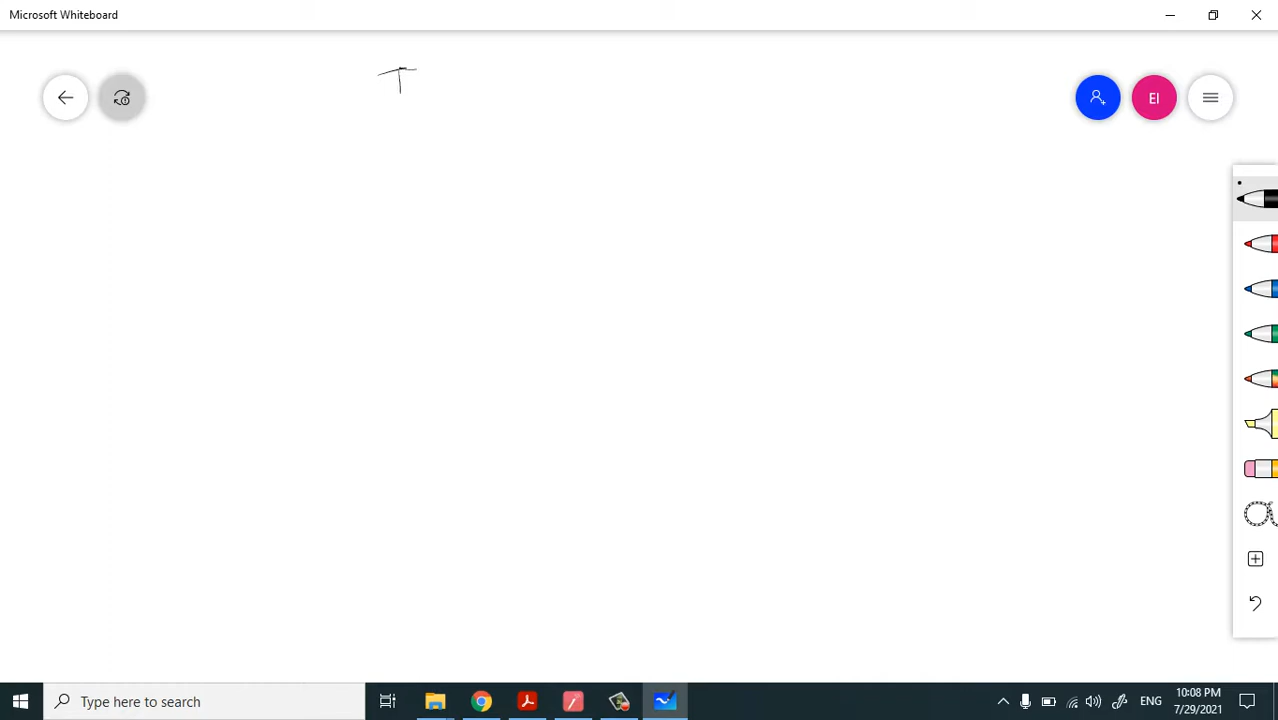 Microsoft Whiteboard
T
EI
Type here to search
ENG
10:08 PM
7/29/2021